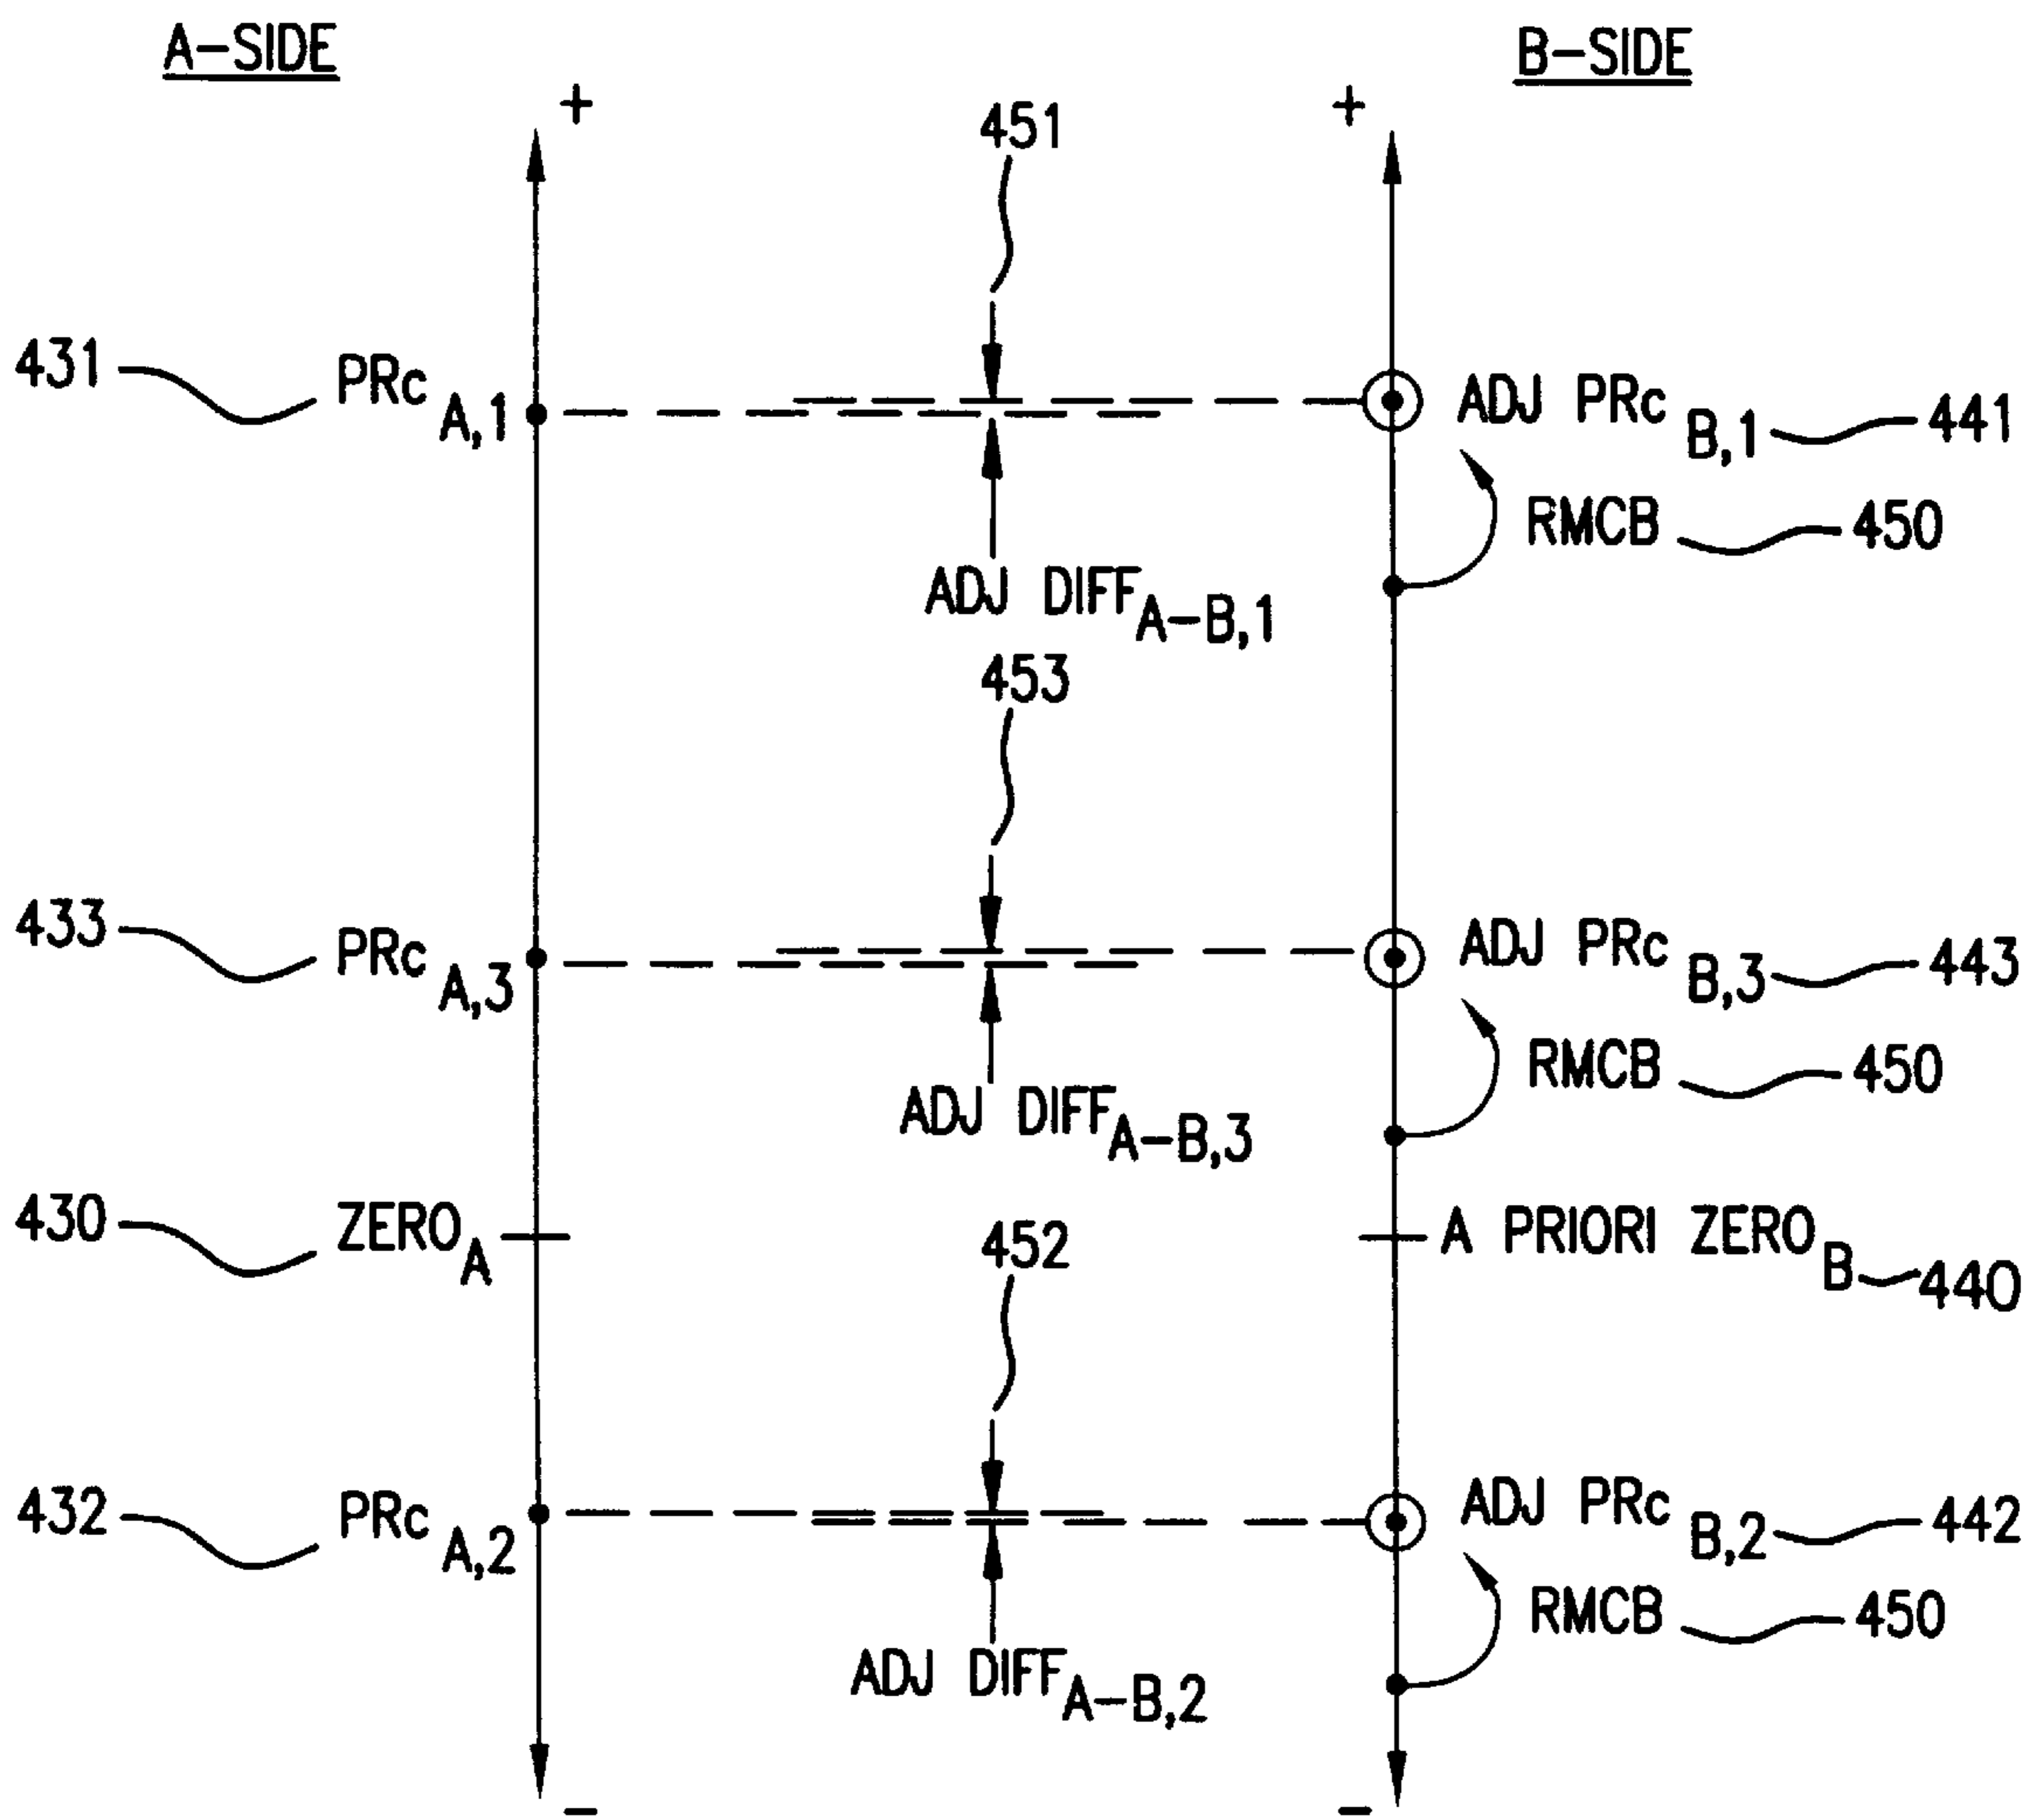 A-SIDE
B-SIDE
+
+
451
431
PRc A,1
ADJ PRc B,1
441
RMCB
450
ADJ DIFF A-B,1
453
433
PRc A,3
ADJ PRc B,3
443
RMCB
450
ADJ DIFF A-B,3
430
ZERO A
452
A PRIORI ZERO B
440
432
PRc A,2
ADJ PRc B,2
442
RMCB
450
ADJ DIFF A-B,2
-
-